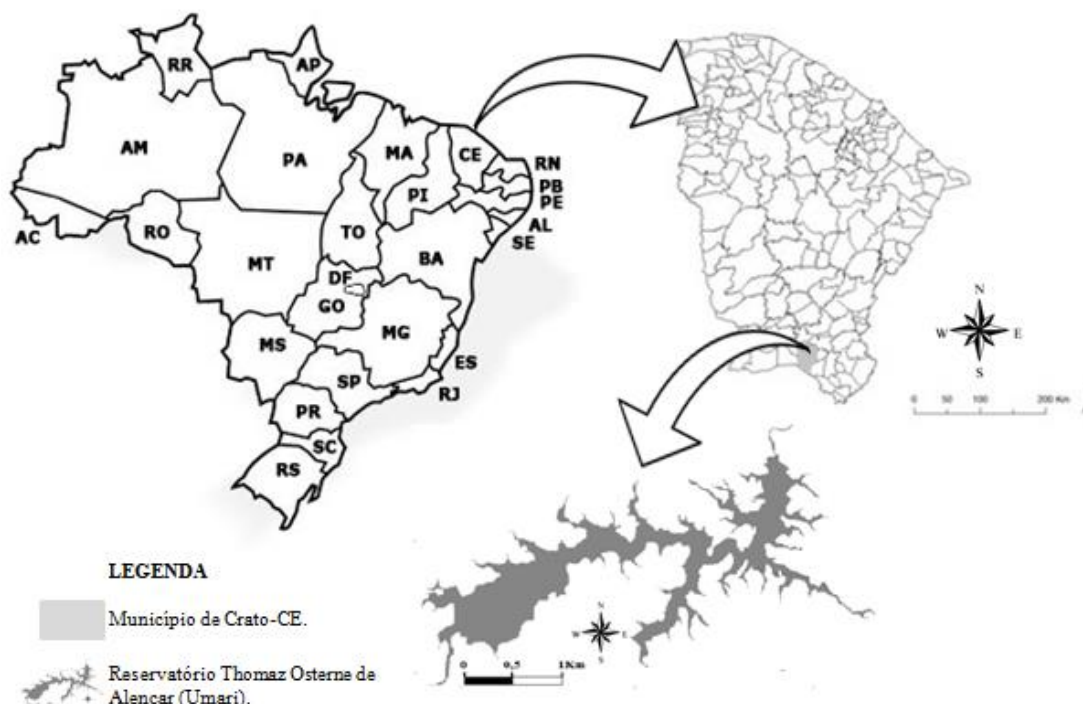 RR
AP
AM
PA
MA
CE
RN
PB
PE
AL
SE
PI
AC
RO
TO
BA
MT
DF
GO
MG
MS
ES
SP
RJ
PR
SC
RS
N
W E
S
0 50 100 200 Km
N
W E
S
0 0,5 1Km
LEGENDA
Município de Crato-CE.
Reservatório Thomaz Osterne de
Alencar (Umari).